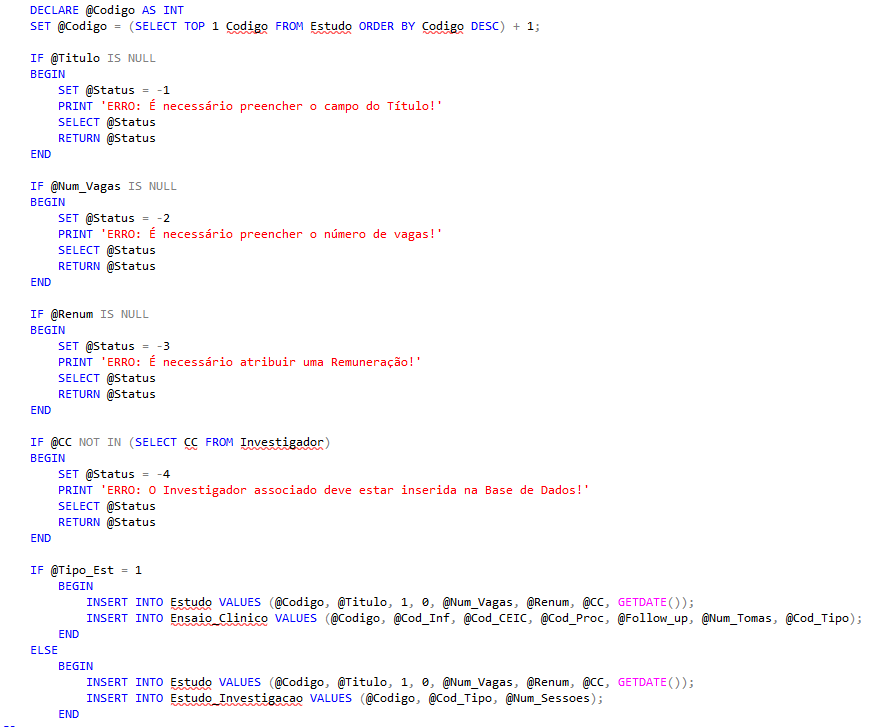 DECLARE @Codigo AS INT
SET @Codigo = (SELECT TOP 1 Codigo FROM Estudo ORDER BY Codigo DESC) + 1;
IF @Titulo IS NULL
BEGIN
SET @Status = -1
PRINT 'ERRO: É necessário preencher o campo do Título!'
SELECT @Status
RETURN @Status
END
IF @Num_Vagas IS NULL
BEGIN
SET @Status = -2
PRINT 'ERRO: É necessário preencher o número de vagas!'
SELECT @Status
RETURN @Status
END
IF @Renum IS NULL
BEGIN
SET @Status = -3
PRINT 'ERRO: É necessário atribuir uma Remuneração!'
SELECT @Status
RETURN @Status
END
IF @CC NOT IN (SELECT CC FROM Investigador)
BEGIN
SET @Status = -4
PRINT 'ERRO: O Investigador associado deve estar inserida na Base de Dados!'
SELECT @Status
RETURN @Status
END
IF @Tipo_Est = 1
BEGIN
INSERT INTO Estudo VALUES (@Codigo, @Titulo, 1, 0, @Num_Vagas, @Renum, @CC, GETDATE());
INSERT INTO Ensaio_Clinico VALUES (@Codigo, @Cod_Inf, @Cod_CEIC, @Cod_Proc, @Follow_up, @Num_Tomas, @Cod_Tipo);
END
ELSE
BEGIN
INSERT INTO Estudo VALUES (@Codigo, @Titulo, 1, 0, @Num_Vagas, @Renum, @CC, GETDATE());
INSERT INTO Estudo_Investigacao VALUES (@Codigo, @Cod_Tipo, @Num_Sessoes);
END